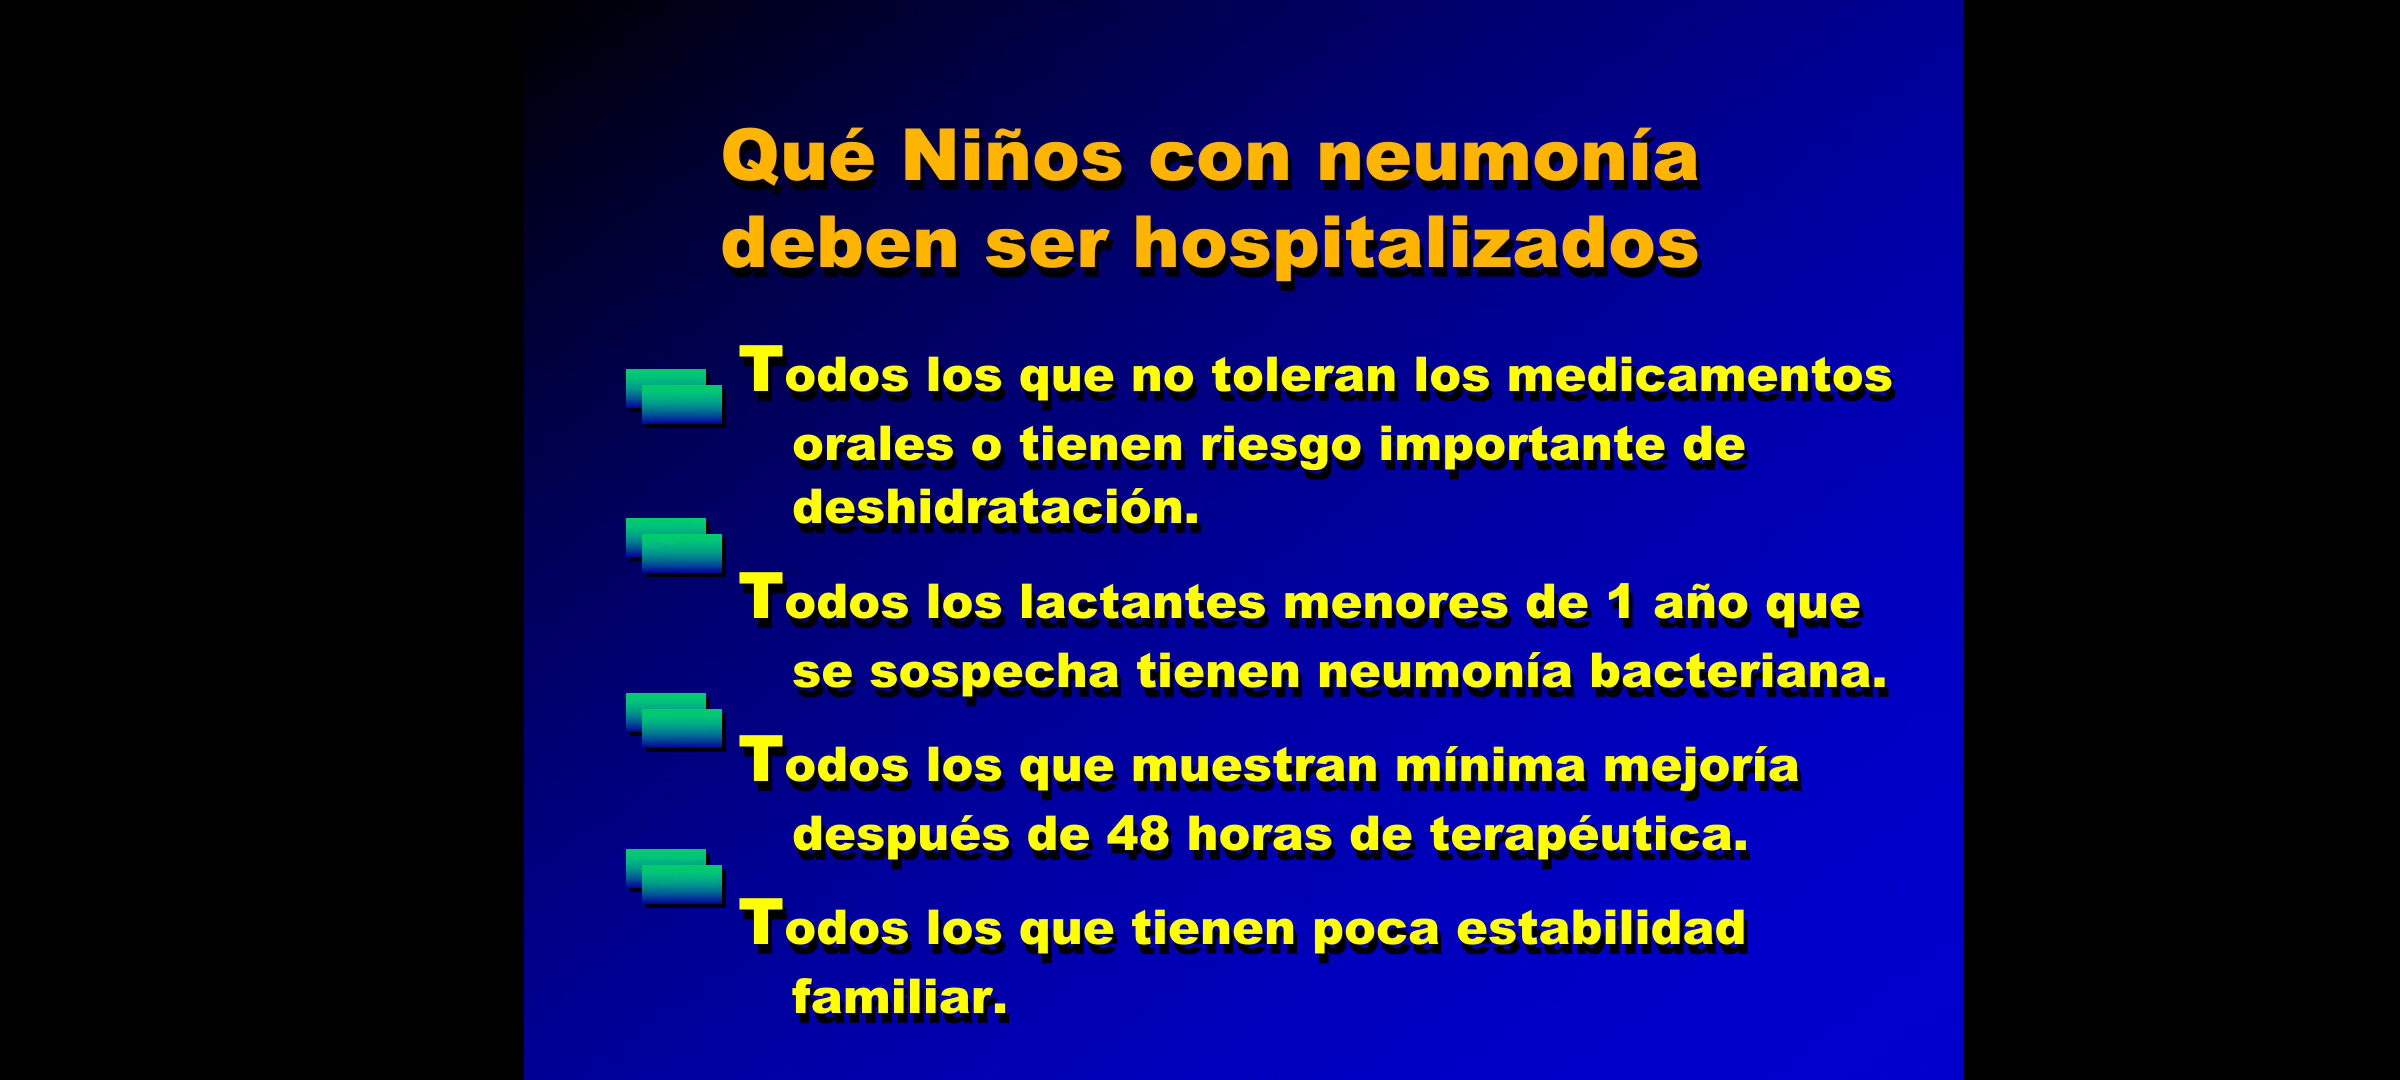 Qué Niños con neumonía
deben ser hospitalizados
Todos los que no toleran los medicamentos
orales o tienen riesgo importante de
deshidratación.
Todos los lactantes menores de 1 año que
se sospecha tienen neumonía bacteriana.
Todos los que muestran mínima mejoría
después de 48 horas de terapéutica.
Todos los que tienen poca estabilidad
familiar.